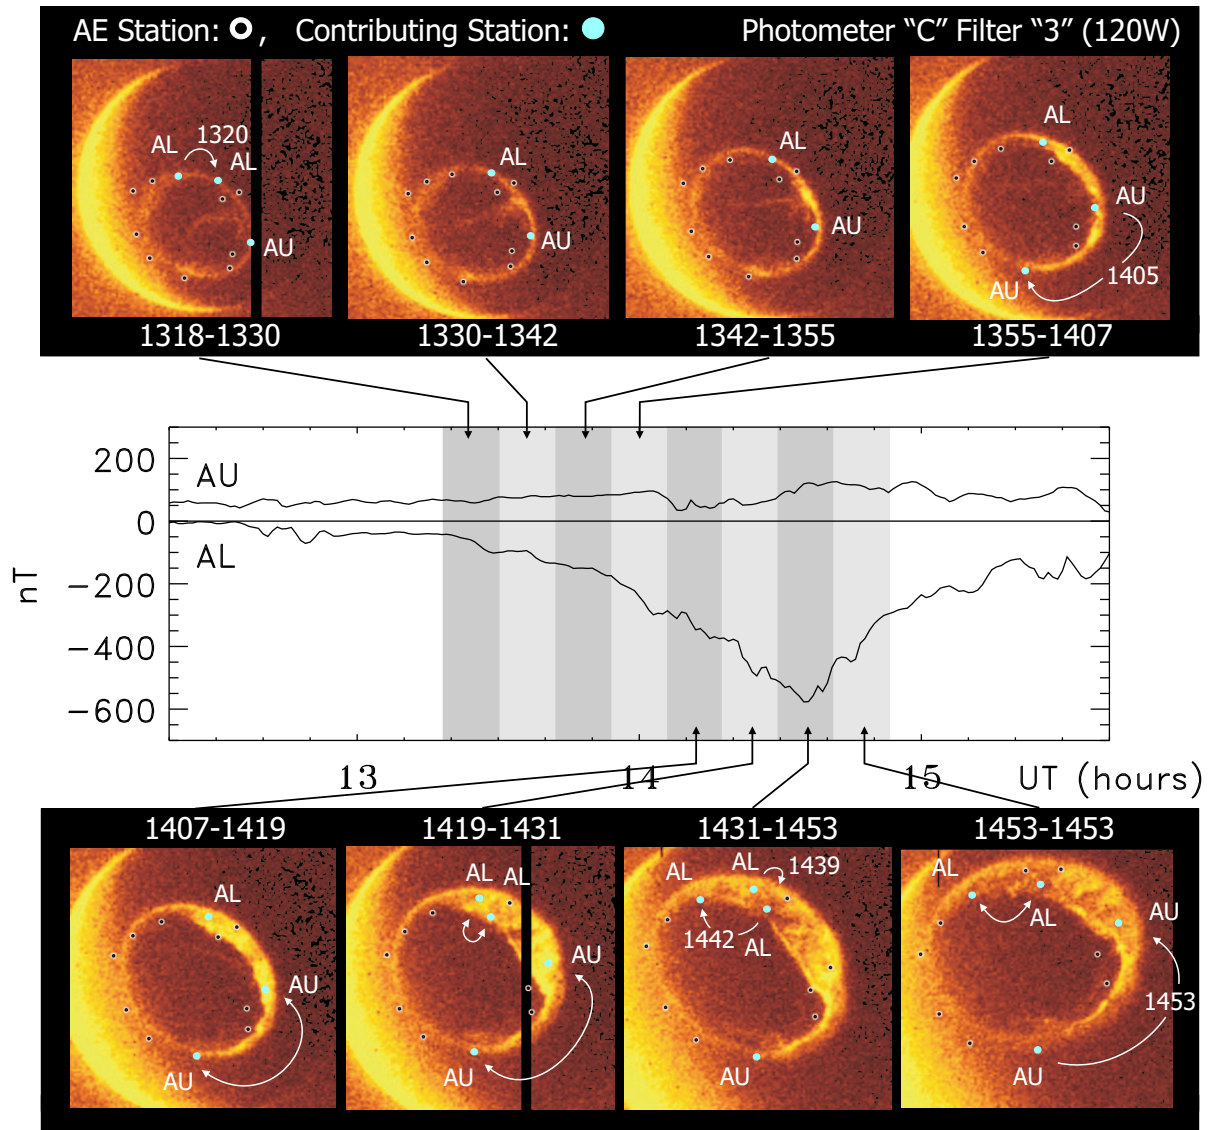 AE Station: , Contributing Station: Photometer “C” Filter “3” (120W)
AL 1320 AL AU
AL AU
AL AU
AL AU 1405 AU
1318-1330 1330-1342 1342-1355 1355-1407
200
AU
0
AL
−200
nT
−400
−600
13 14 15 UT (hours)
1407-1419 1419-1431 1431-1453 1453-1453
AL AU AU
AL AL AU AU
AL AL 1439 1442 AL AU
AL AL AU 1453 AU